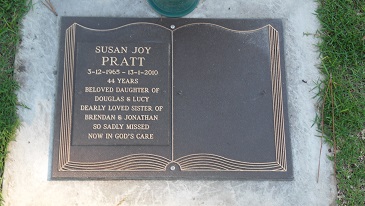 SUSAN JOY
PRATT
3-12-1965 - 13-1-2010
44 YEARS
BELOVED DAUGHTER OF
DOUGLAS & LUCY
DEARLY LOVED SISTER OF
BRENDAN & JONATHAN
SO SADLY MISSED
NOW IN GOD'S CARE